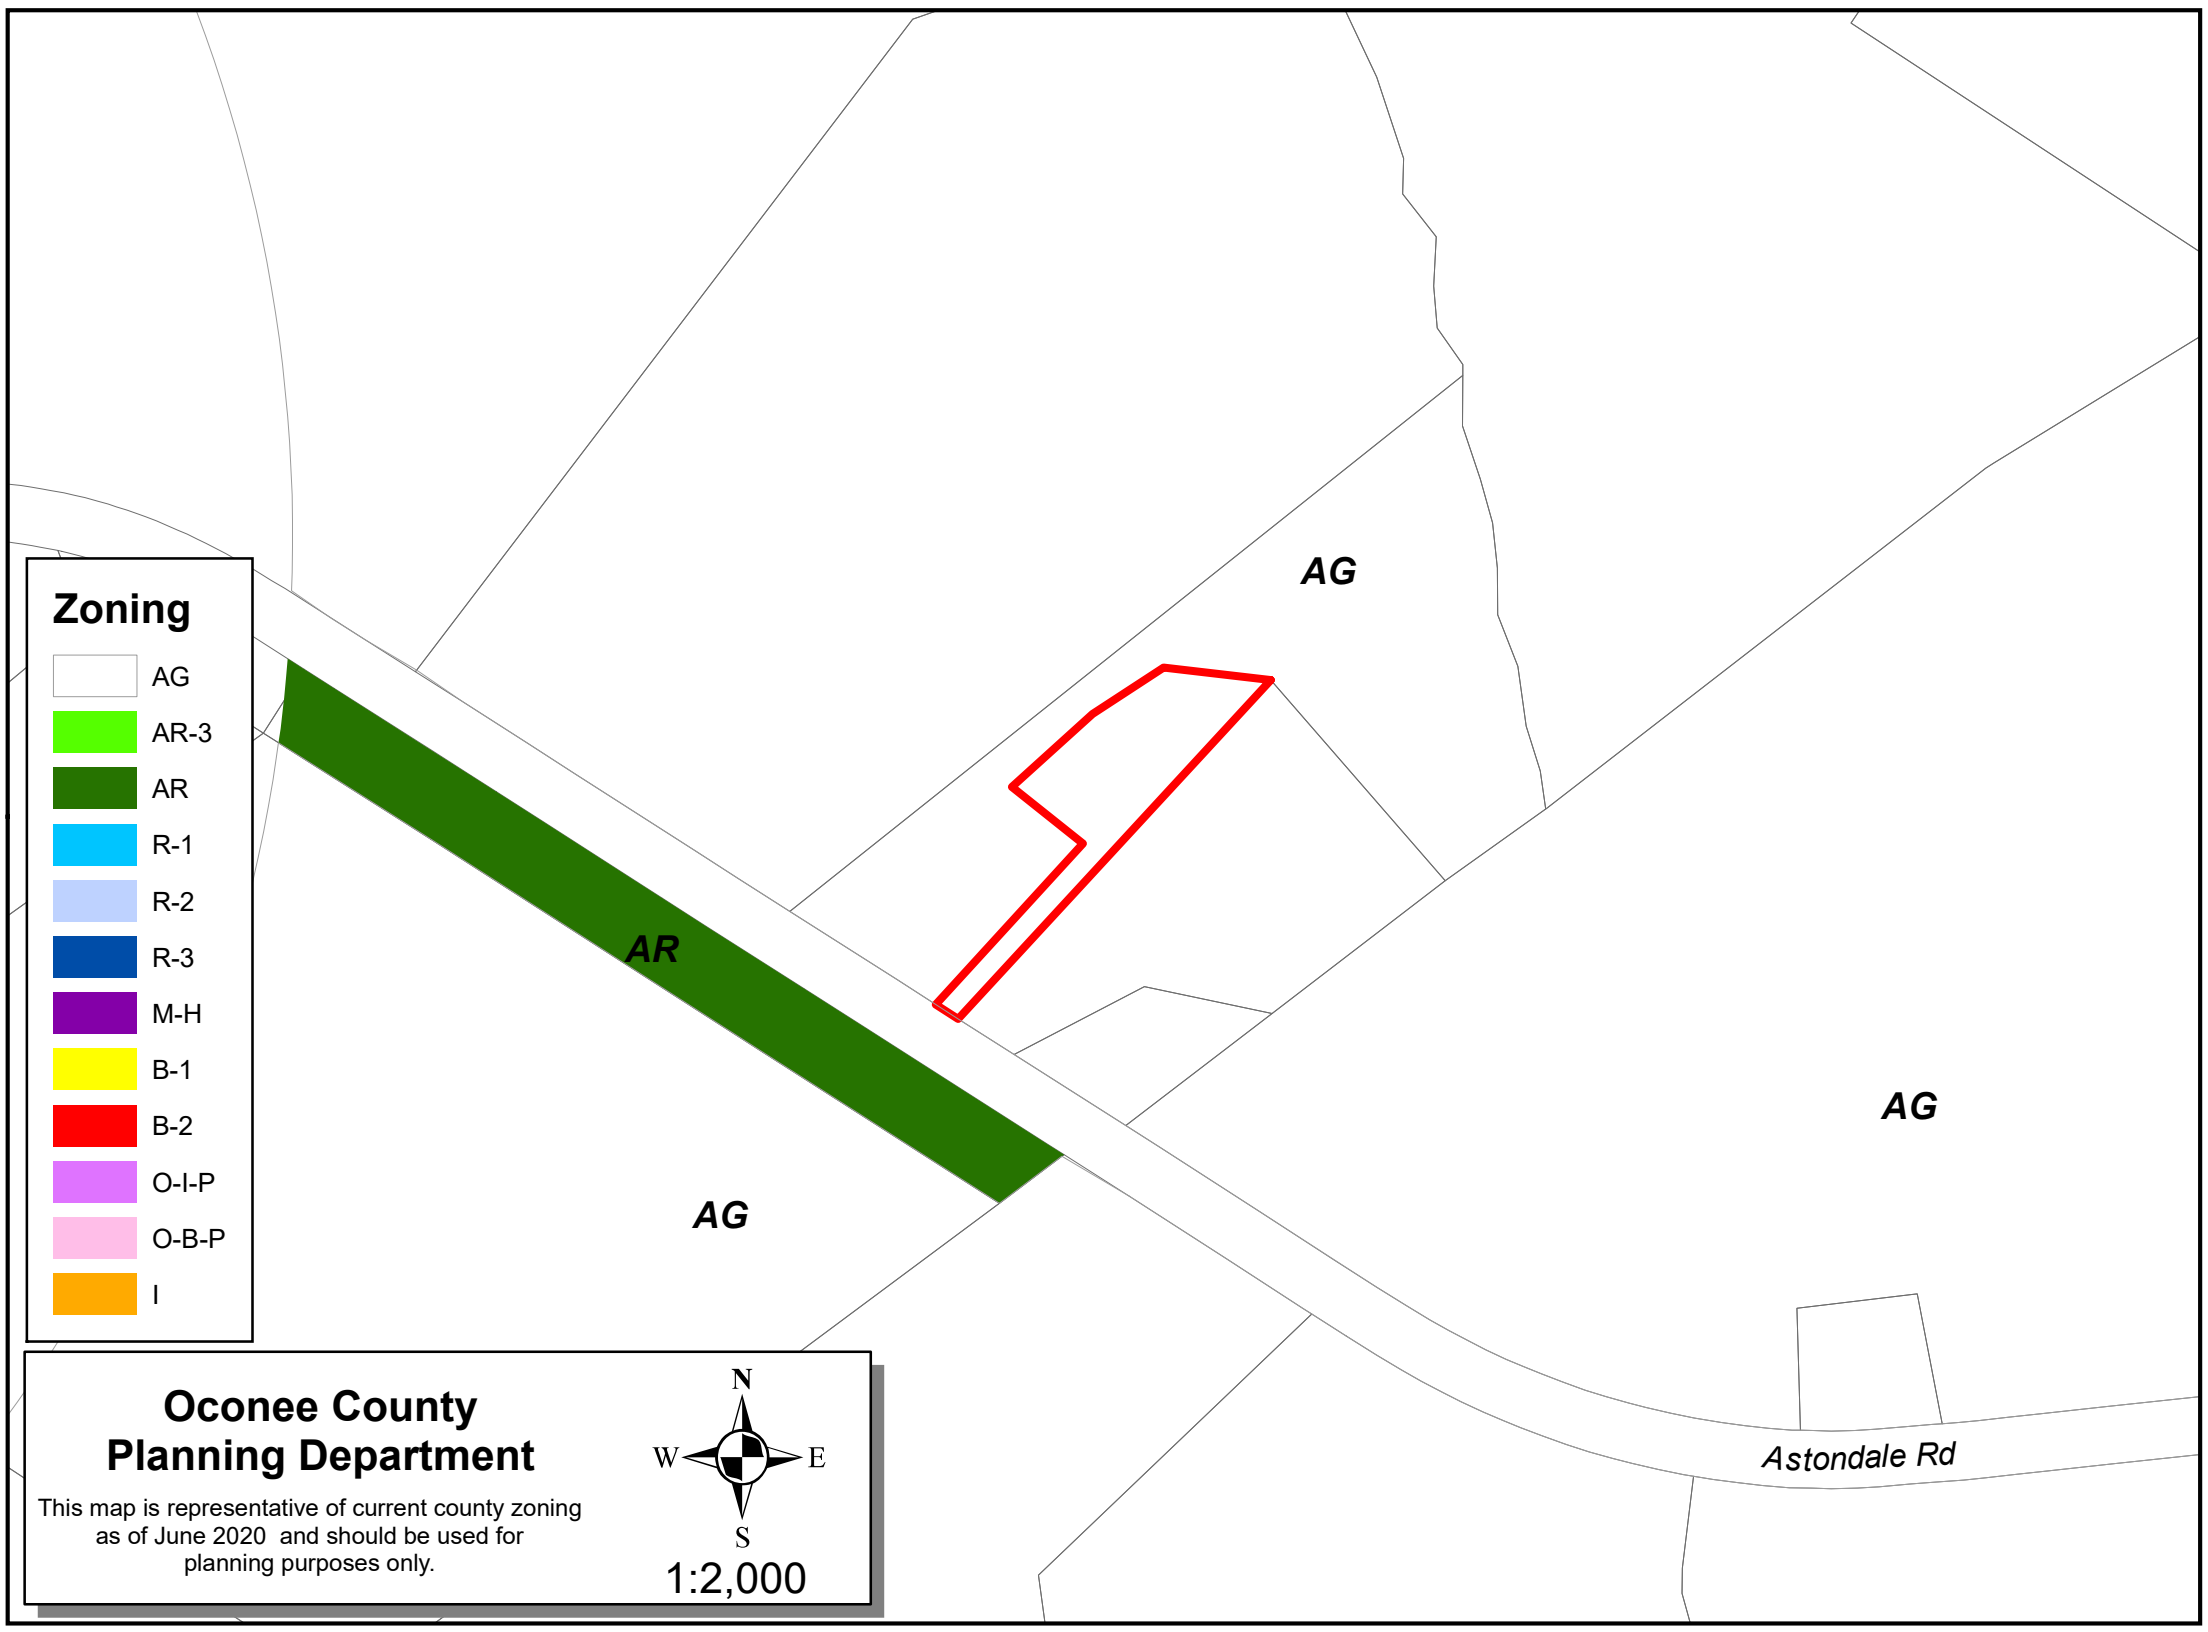 AG
Zoning
AG
AR-3
AR
R-1
R-2
R-3
M-H
B-1
B-2
O-I-P
O-B-P
I
AR
AG
AG
Astondale Rd
Oconee County
Planning Department
This map is representative of current county zoning
as of June 2020 and should be used for
planning purposes only.
N
W E
S
1:2,000